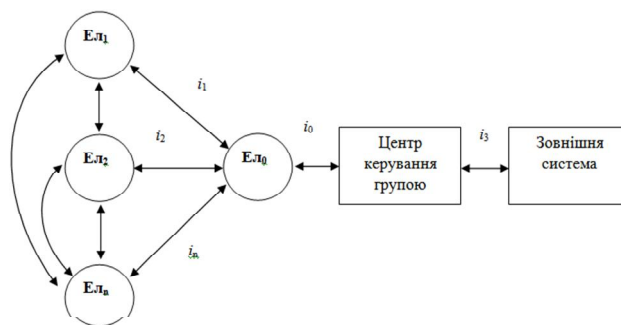 Ел₁
i₁
i₂
i₀
i₃
Ел₂
Ел₀
Центр
керування
групою
Зовнішня
система
iₙ
Елₙ